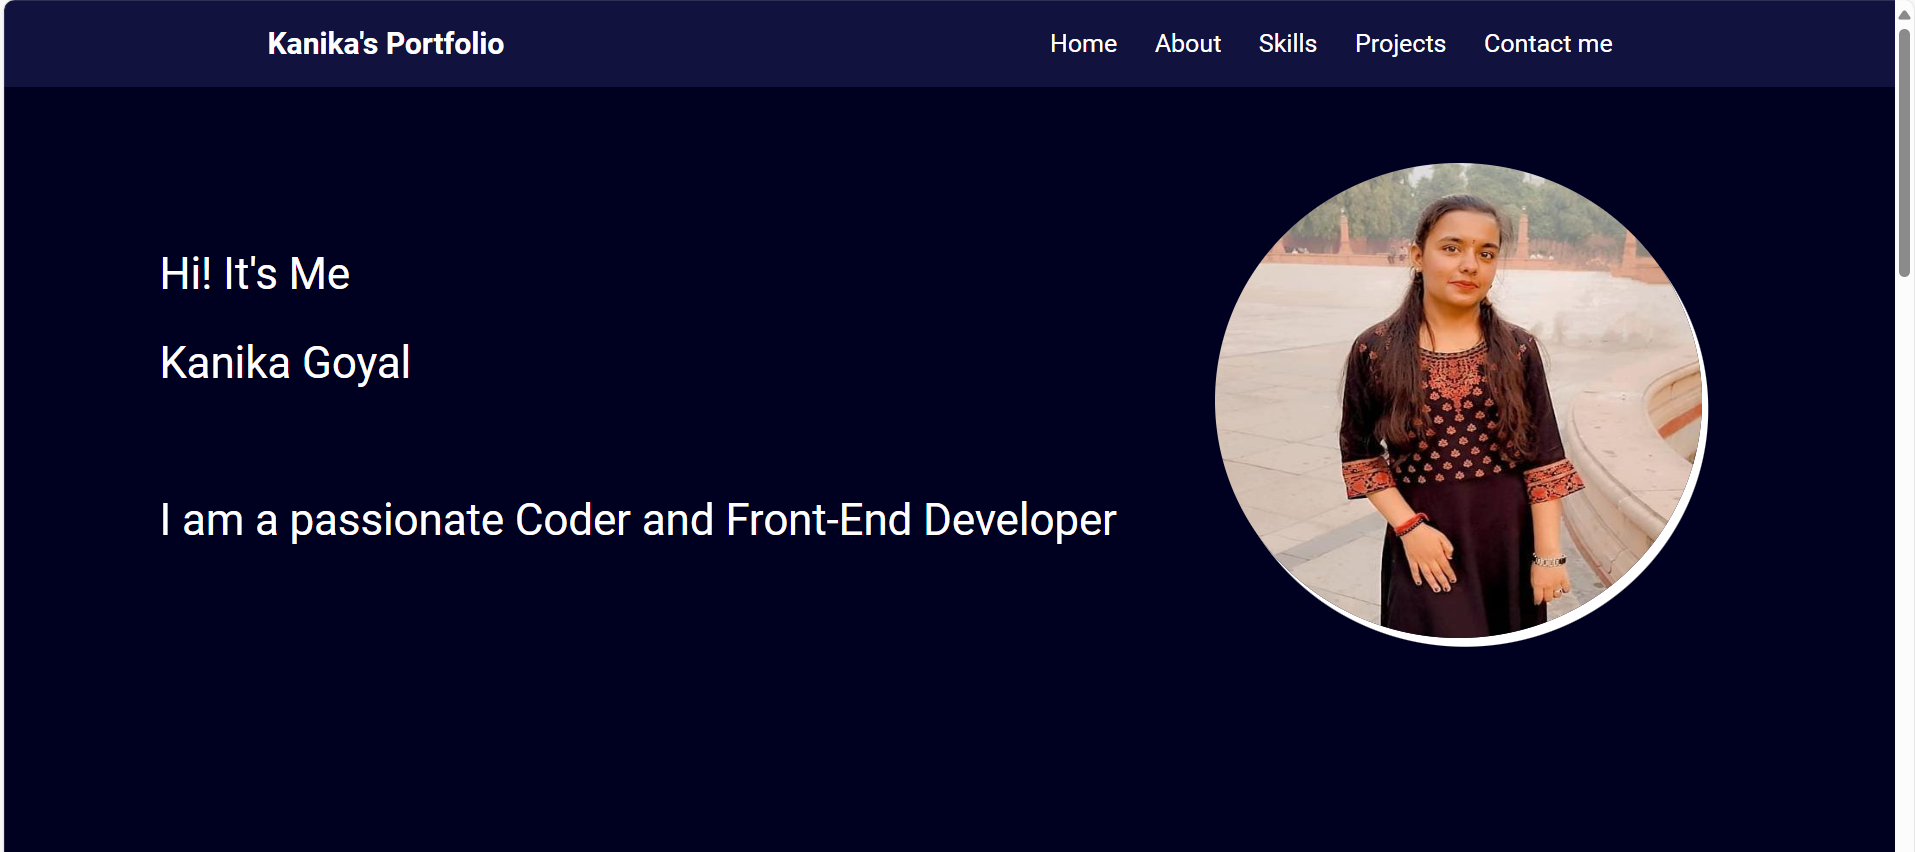 Kanika's Portfolio
Home About Skills Projects Contact me
Hi! It's Me
Kanika Goyal
I am a passionate Coder and Front-End Developer